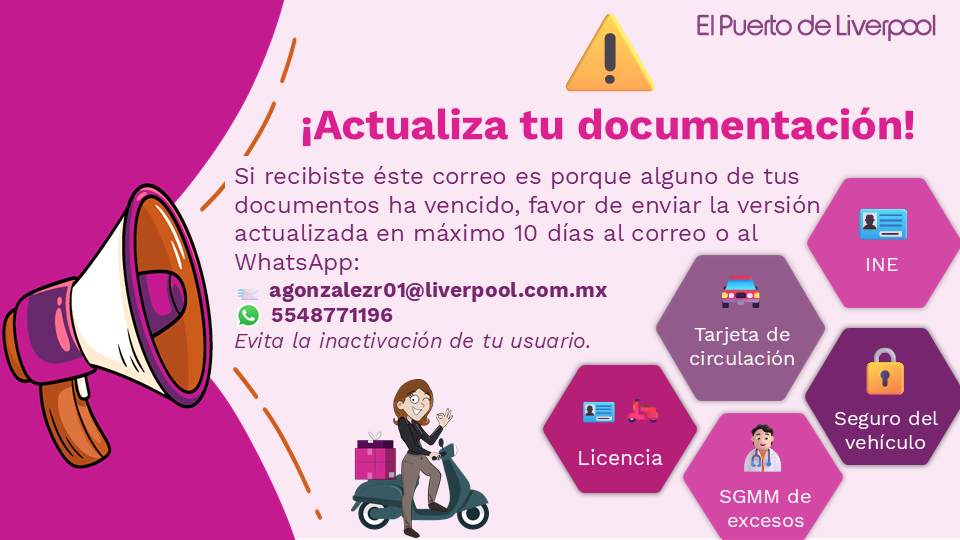 El Puerto de Liverpool
¡Actualiza tu documentación!
Si recibiste éste correo es porque alguno de tus
documentos ha vencido, favor de enviar la versión
actualizada en máximo 10 días al correo o al
WhatsApp:
agonzalezr01@liverpool.com.mx
5548771196
Evita la inactivación de tu usuario.
INE
Tarjeta de
circulación
Seguro del
vehículo
Licencia
SGMM de
excesos